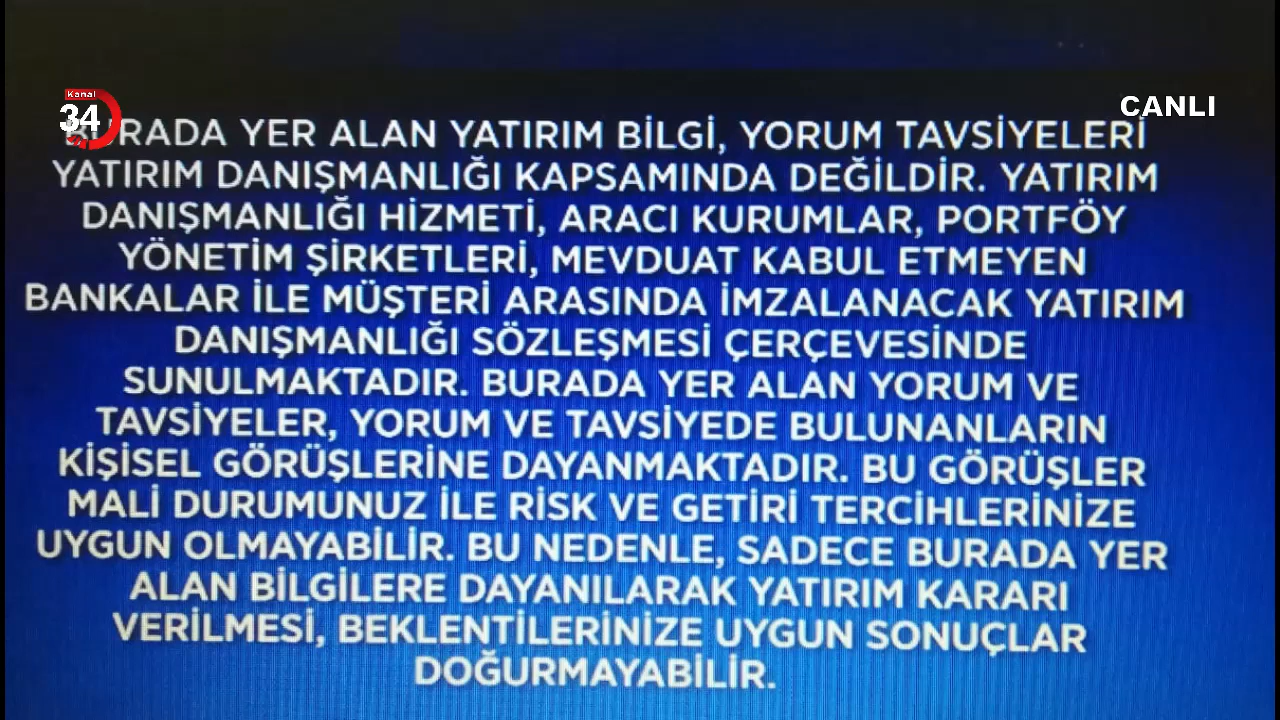 Kanal
34
CANLI
BURADA YER ALAN YATIRIM BİLGİ, YORUM TAVSİYELERİ
YATIRIM DANIŞMANLIĞI KAPSAMINDA DEĞİLDİR. YATIRIM
DANIŞMANLIĞI HİZMETİ, ARACI KURUMLAR, PORTFÖY
YÖNETİM ŞİRKETLERİ, MEVDUAT KABUL ETMEYEN
BANKALAR İLE MÜŞTERİ ARASINDA İMZALANACAK YATIRIM
DANIŞMANLIĞI SÖZLEŞMESİ ÇERÇEVESİNDE
SUNULMAKTADIR. BURADA YER ALAN YORUM VE
TAVSİYELER, YORUM VE TAVSİYEDE BULUNANLARIN
KİŞİSEL GÖRÜŞLERİNE DAYANMAKTADIR. BU GÖRÜŞLER
MALİ DURUMUNUZ İLE RİSK VE GETİRİ TERCİHLERİNİZE
UYGUN OLMAYABİLİR. BU NEDENLE, SADECE BURADA YER
ALAN BİLGİLERE DAYANILARAK YATIRIM KARARI
VERİLMESİ, BEKLENTİLERİNİZE UYGUN SONUÇLAR
DOĞURMAYABİLİR.